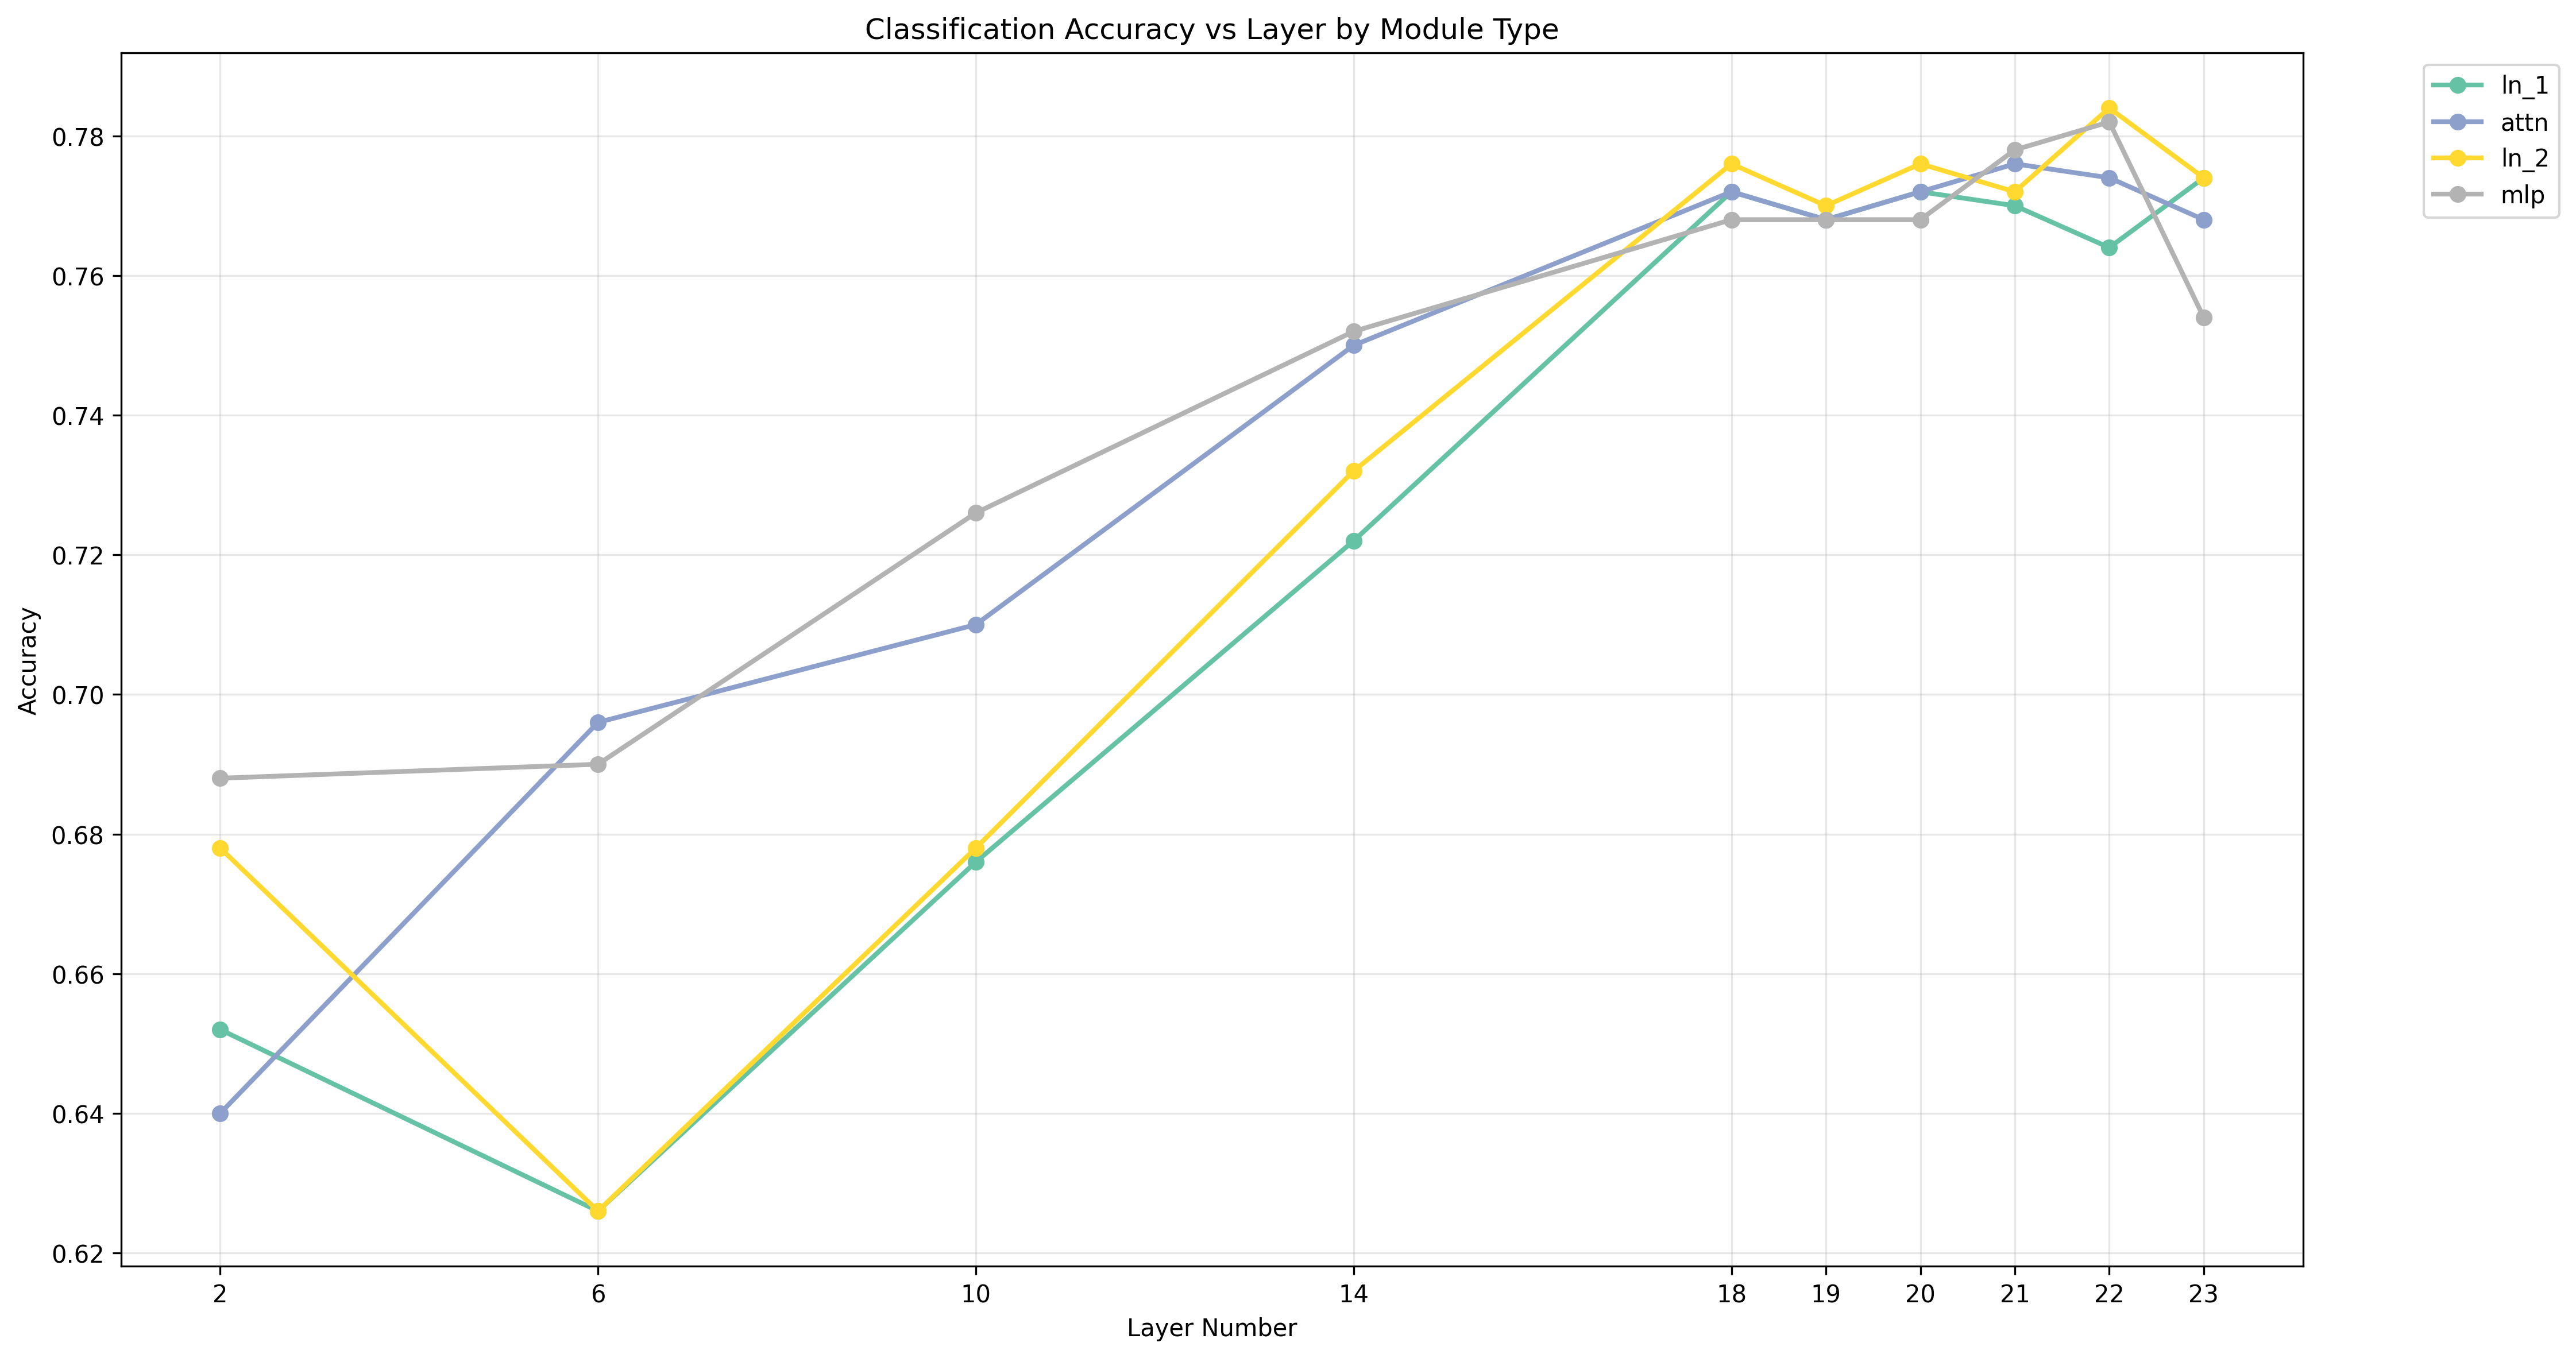 Classification Accuracy vs Layer by Module Type
ln_1
attn
ln_2
mlp
Accuracy
0.78
0.76
0.74
0.72
0.70
0.68
0.66
0.64
0.62
2 6 10 14 18 19 20 21 22 23
Layer Number